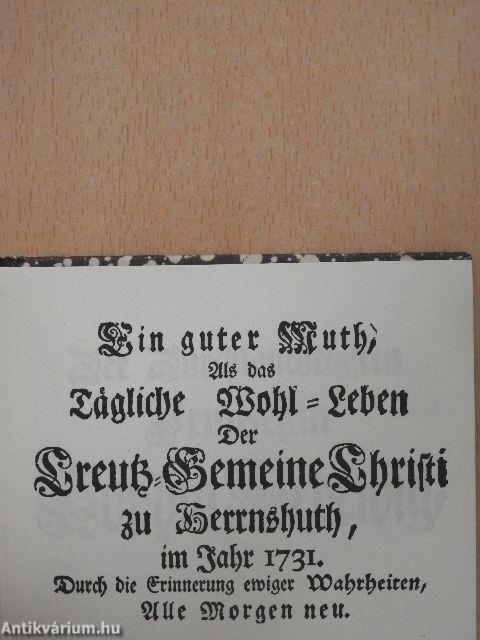 Ein guter Muth,
Als das
Tägliche Wohl=Leben
Der
Creutz=Gemeine Christi
zu Herrnshuth,
im Jahr 1731.
Durch die Erinnerung ewiger Wahrheiten,
Alle Morgen neu.
Antikvárium.hu